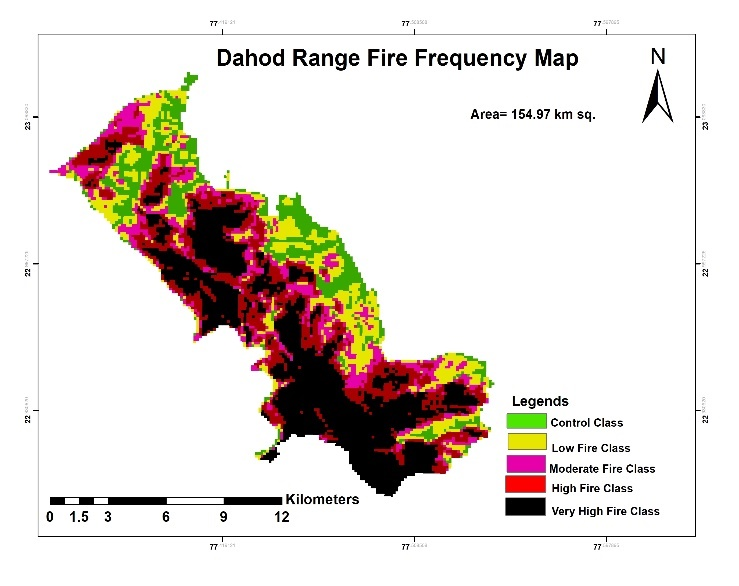 77
77
77
Dahod Range Fire Frequency Map
N
Area= 154.97 km sq.
23
23
22
22
22
22
Legends
Control Class
Low Fire Class
Moderate Fire Class
High Fire Class
Very High Fire Class
Kilometers
0 1.5 3 6 9 12
77
77
77